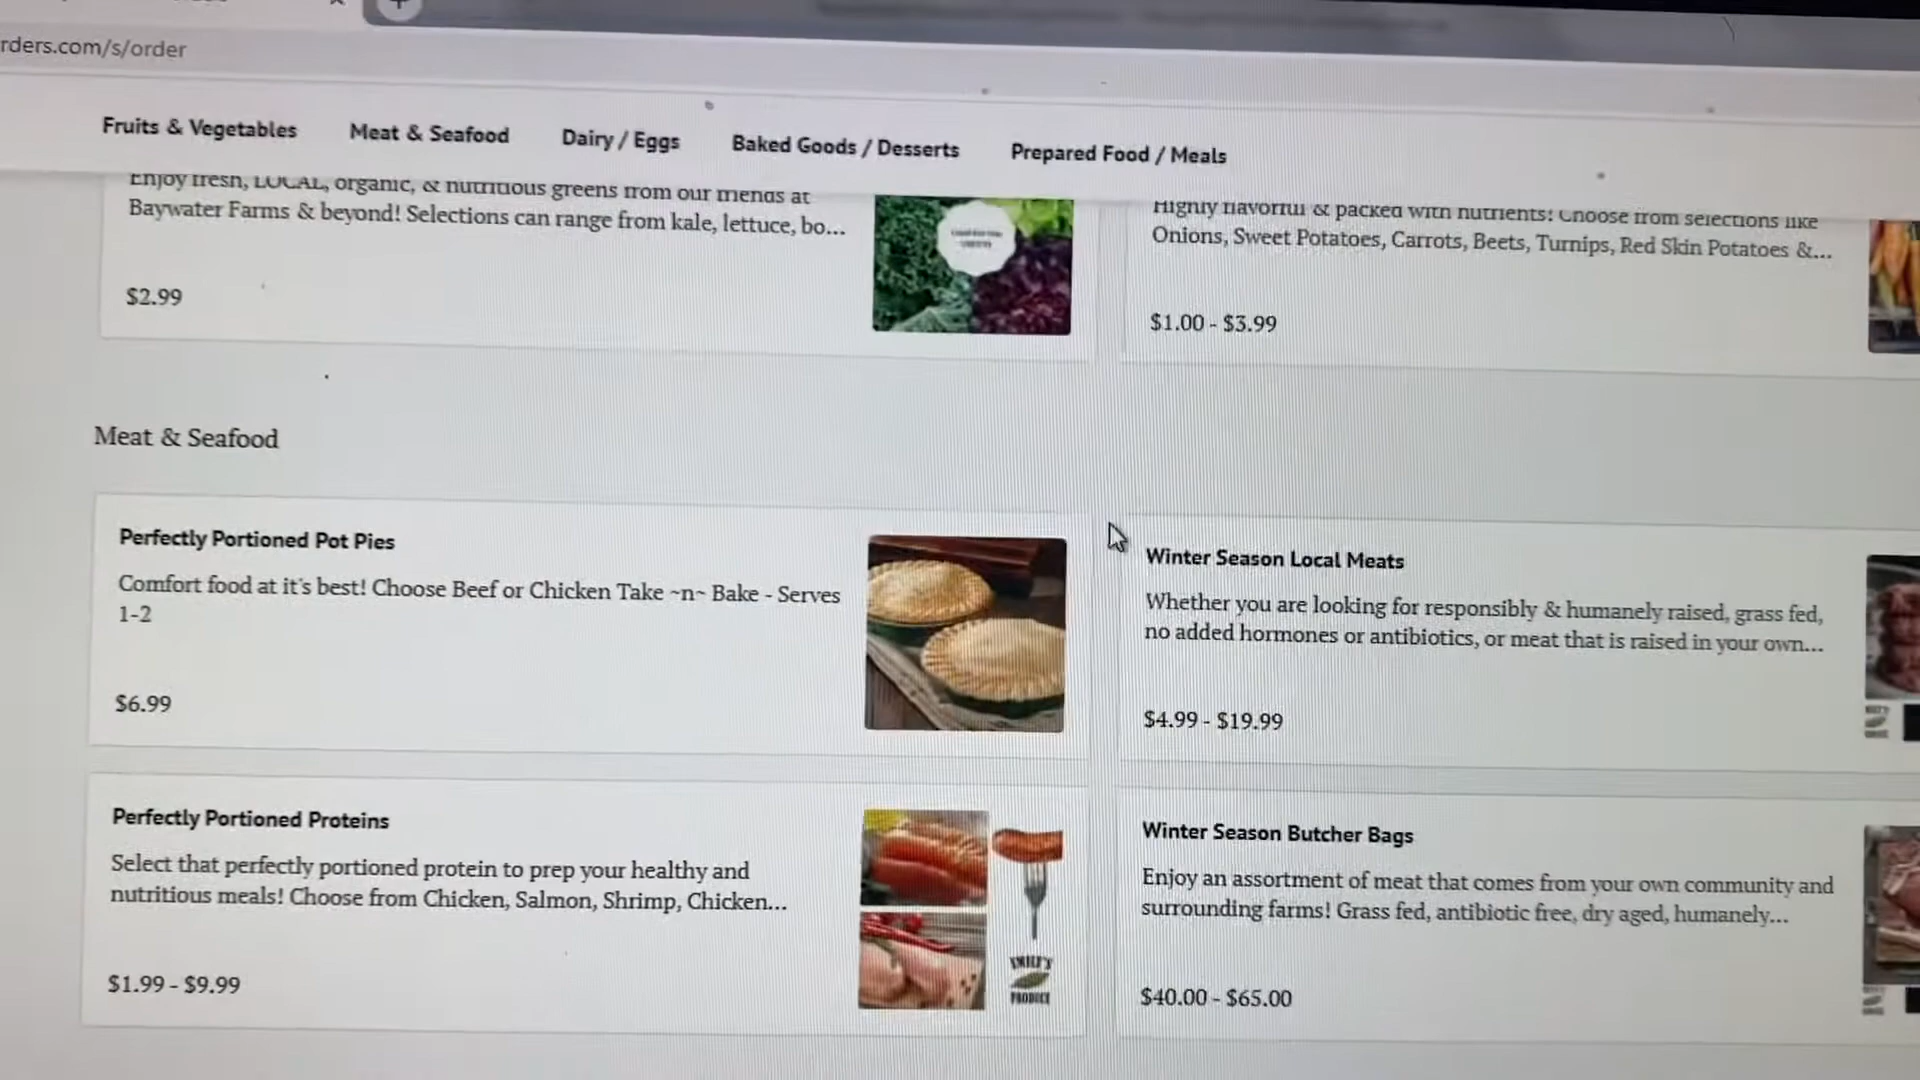 rders.com/s/order
Fruits & Vegetables
Meat & Seafood
Dairy / Eggs
Baked Goods / Desserts
Prepared Food / Meals
Enjoy fresh, LOCAL, organic, & nutritious greens from our friends at
Baywater Farms & beyond! Selections can range from kale, lettuce, bo...
$2.99
Highly flavorful & packed with nutrients! Choose from selections like
Onions, Sweet Potatoes, Carrots, Beets, Turnips, Red Skin Potatoes &...
$1.00 - $3.99
Meat & Seafood
Perfectly Portioned Pot Pies
Comfort food at it's best! Choose Beef or Chicken Take ~n~ Bake - Serves
1-2
$6.99
Winter Season Local Meats
Whether you are looking for responsibly & humanely raised, grass fed,
no added hormones or antibiotics, or meat that is raised in your own...
$4.99 - $19.99
Perfectly Portioned Proteins
Select that perfectly portioned protein to prep your healthy and
nutritious meals! Choose from Chicken, Salmon, Shrimp, Chicken...
$1.99 - $9.99
PRODUCE
Winter Season Butcher Bags
Enjoy an assortment of meat that comes from your own community and
surrounding farms! Grass fed, antibiotic free, dry aged, humanely...
$40.00 - $65.00